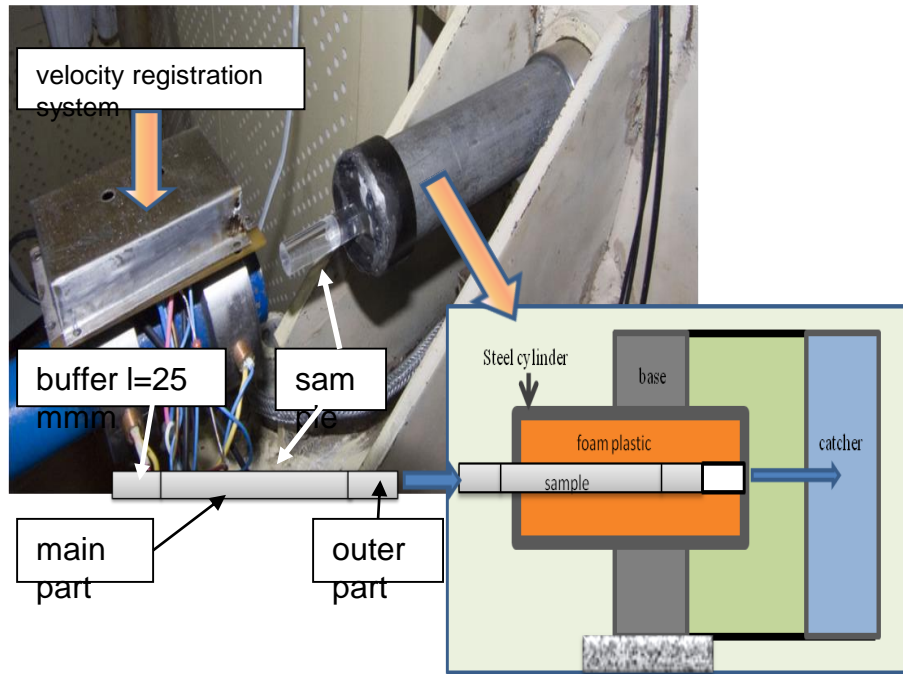 velocity registration
system
buffer l=25
mmm
sam
ple
Steel cylinder
base
foam plastic
catcher
sample
main
part
outer
part